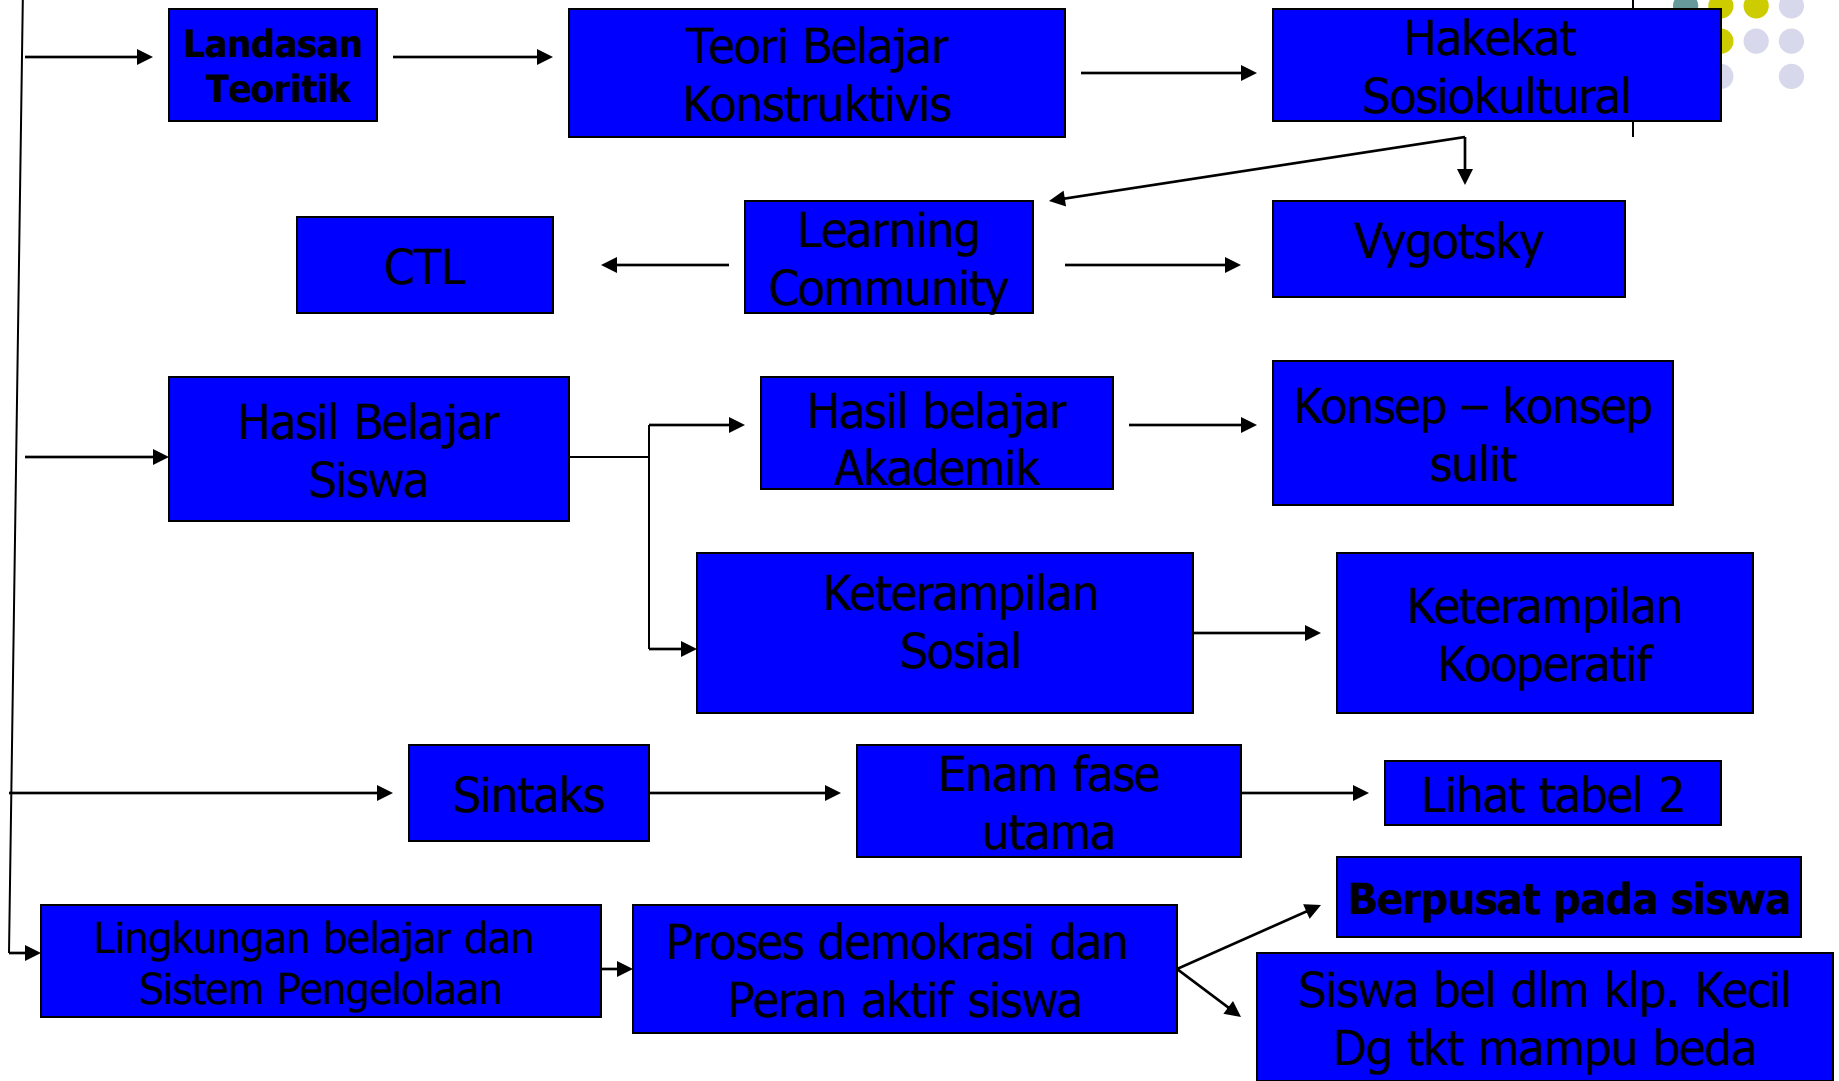 Landasan
Teoritik
Teori Belajar
Konstruktivis
Hakekat
Sosiokultural
CTL
Learning
Community
Vygotsky
Hasil Belajar
Siswa
Hasil belajar
Akademik
Konsep – konsep
sulit
Keterampilan
Sosial
Keterampilan
Kooperatif
Sintaks
Enam fase
utama
Lihat tabel 2
Lingkungan belajar dan
Sistem Pengelolaan
Proses demokrasi dan
Peran aktif siswa
Berpusat pada siswa
Siswa bel dlm klp. Kecil
Dg tkt mampu beda